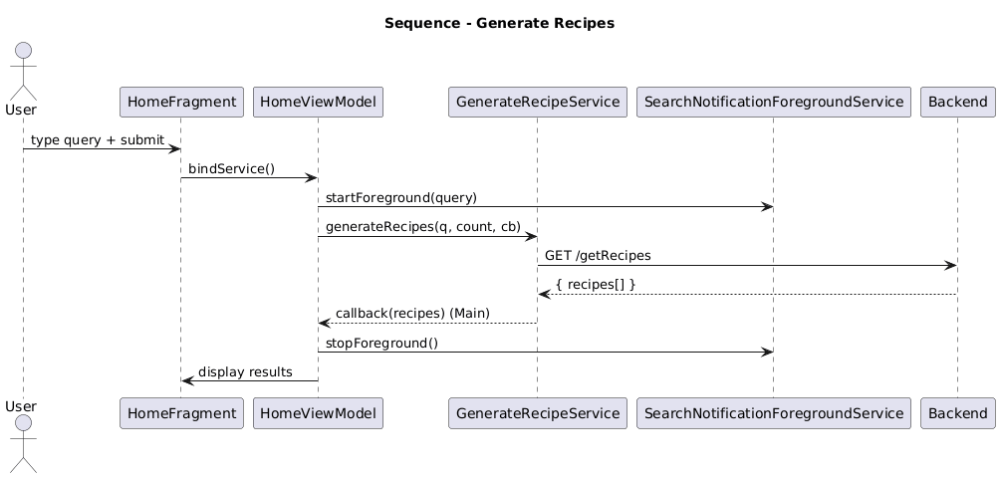 Sequence - Generate Recipes
User
HomeFragment
HomeViewModel
GenerateRecipeService
SearchNotificationForegroundService
Backend
type query + submit
bindService()
startForeground(query)
generateRecipes(q, count, cb)
GET /getRecipes
{ recipes[] }
callback(recipes) (Main)
stopForeground()
display results
User
HomeFragment
HomeViewModel
GenerateRecipeService
SearchNotificationForegroundService
Backend